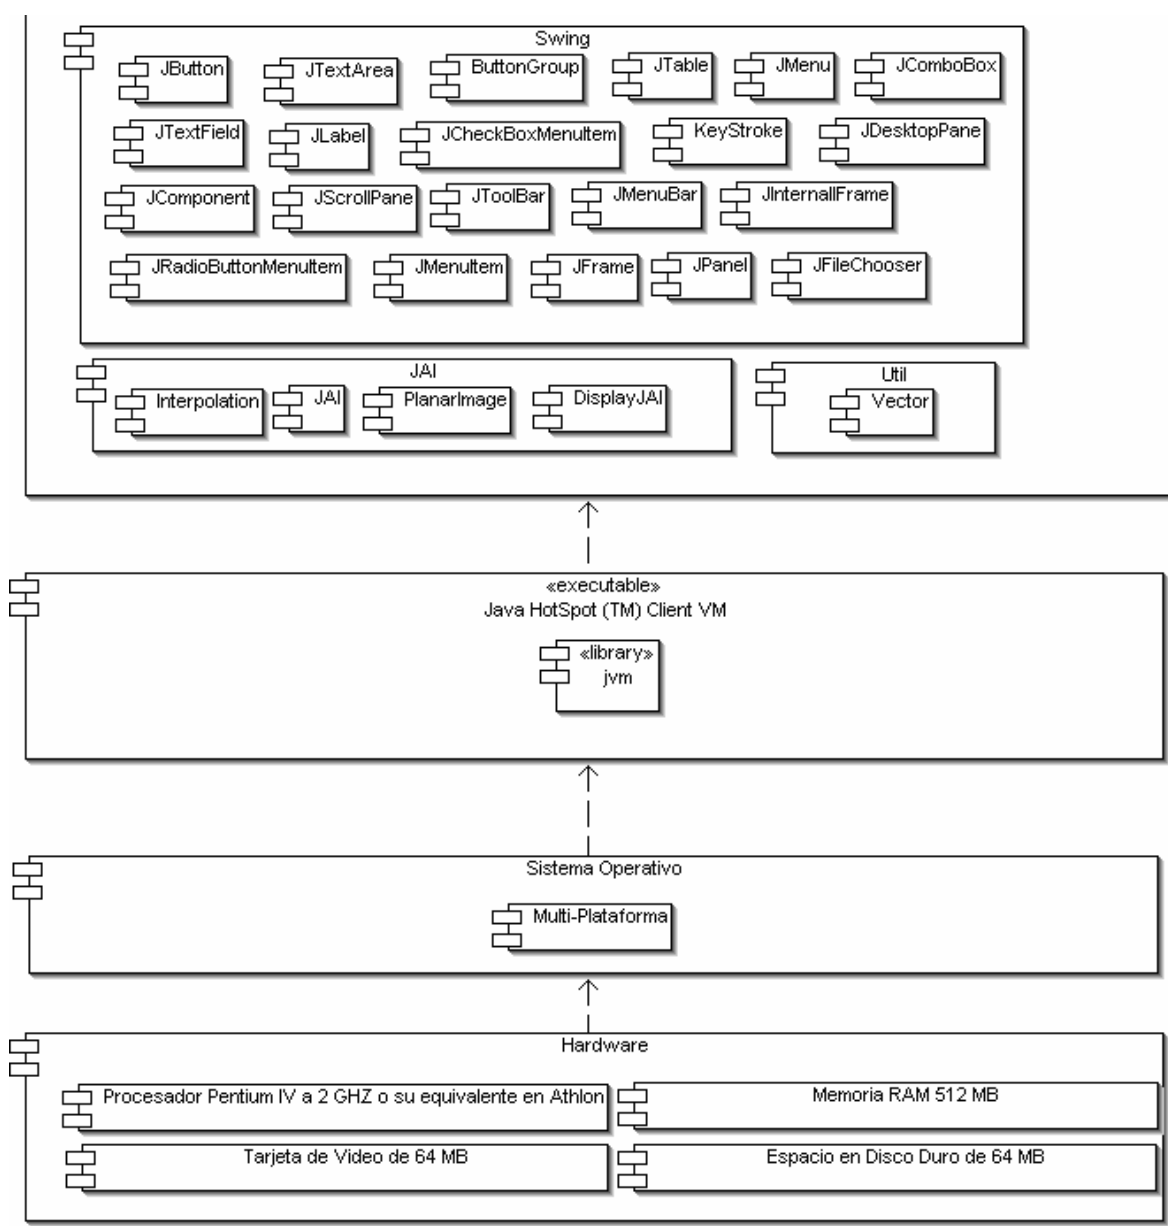 Swing
JButton
JTextArea
ButtonGroup
JTable
JMenu
JComboBox
JTextField
JLabel
JCheckBoxMenuItem
KeyStroke
JDesktopPane
JComponent
JScrollPane
JToolBar
JMenuBar
JInternallFrame
JRadioButtonMenuItem
JMenuItem
JFrame
JPanel
JFileChooser
JAI
Interpolation
JAI
PlanarImage
DisplayJAI
Util
Vector
«executable»
Java HotSpot (TM) Client VM
«library»
jvm
Sistema Operativo
Multi-Plataforma
Hardware
Procesador Pentium IV a 2 GHZ o su equivalente en Athlon
Memoria RAM 512 MB
Tarjeta de Video de 64 MB
Espacio en Disco Duro de 64 MB